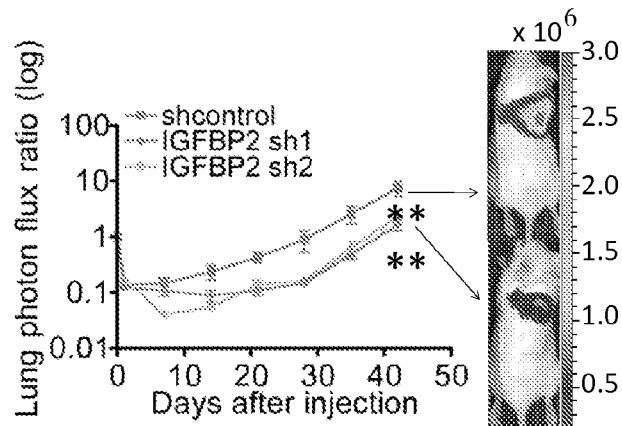 x 10⁶
Lung photon flux ratio (log)
shcontrol
IGFBP2 sh1
IGFBP2 sh2
100
10
1
0.1
0.01
**
**
0 10 20 30 40 50
Days after injection
3.0
2.5
2.0
1.5
1.0
0.5